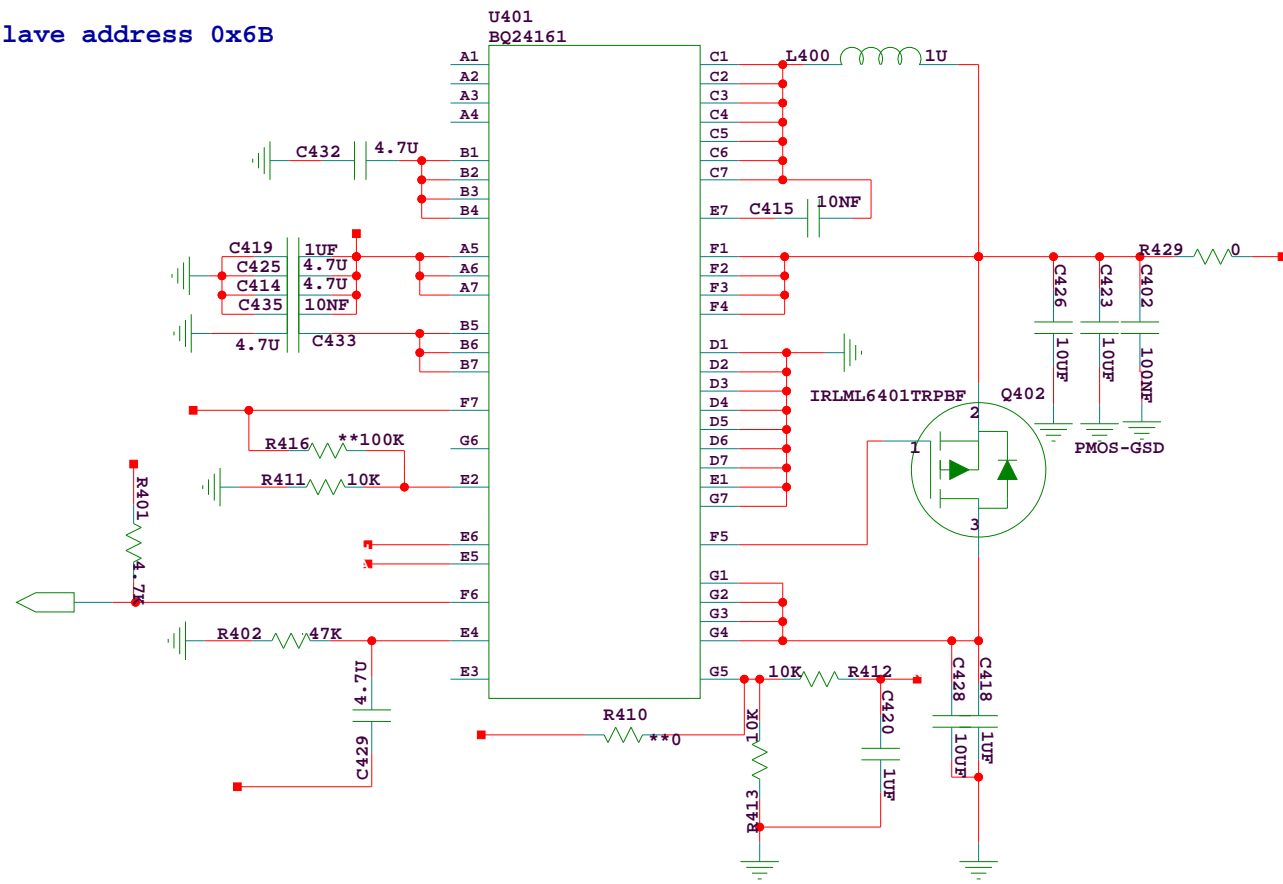 lave address 0x6B
U401
BQ24161
A1
A2
A3
A4
B1
B2
B3
B4
A5
A6
A7
B5
B6
B7
F7
G6
E2
E6
E5
F6
E4
E3
C1
C2
C3
C4
C5
C6
C7
E7
F1
F2
F3
F4
D1
D2
D3
D4
D5
D6
D7
E1
G7
F5
G1
G2
G3
G4
G5
L400 1U
C432 4.7U
C415 10NF
C419 1UF
C425 4.7U
C414 4.7U
C435 10NF
4.7U C433
R429 0
C426 10UF
C423 10UF
C402 100NF
IRLML6401TRPBF Q402
2
1
3
PMOS-GSD
R416 **100K
R411 10K
R401 4.7K
R402 47K
4.7U C429
10K R412
R410 **0
10K R413
C420 1UF
C428 10UF
C418 1UF